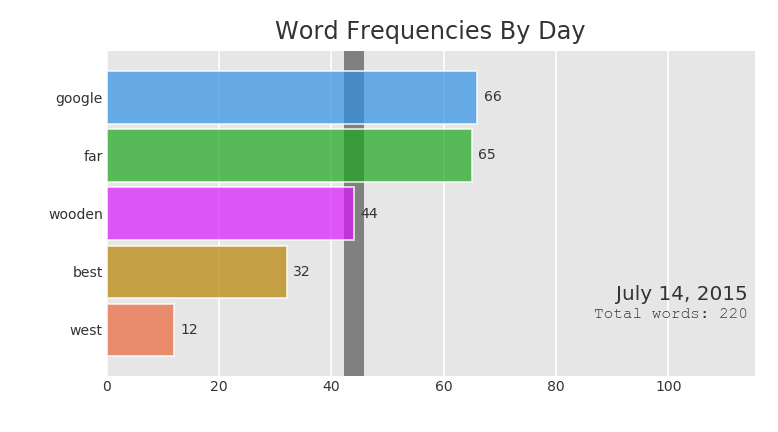 Word Frequencies By Day
google 66
far 65
wooden 44
best 32
west 12
July 14, 2015
Total words: 220
0 20 40 60 80 100